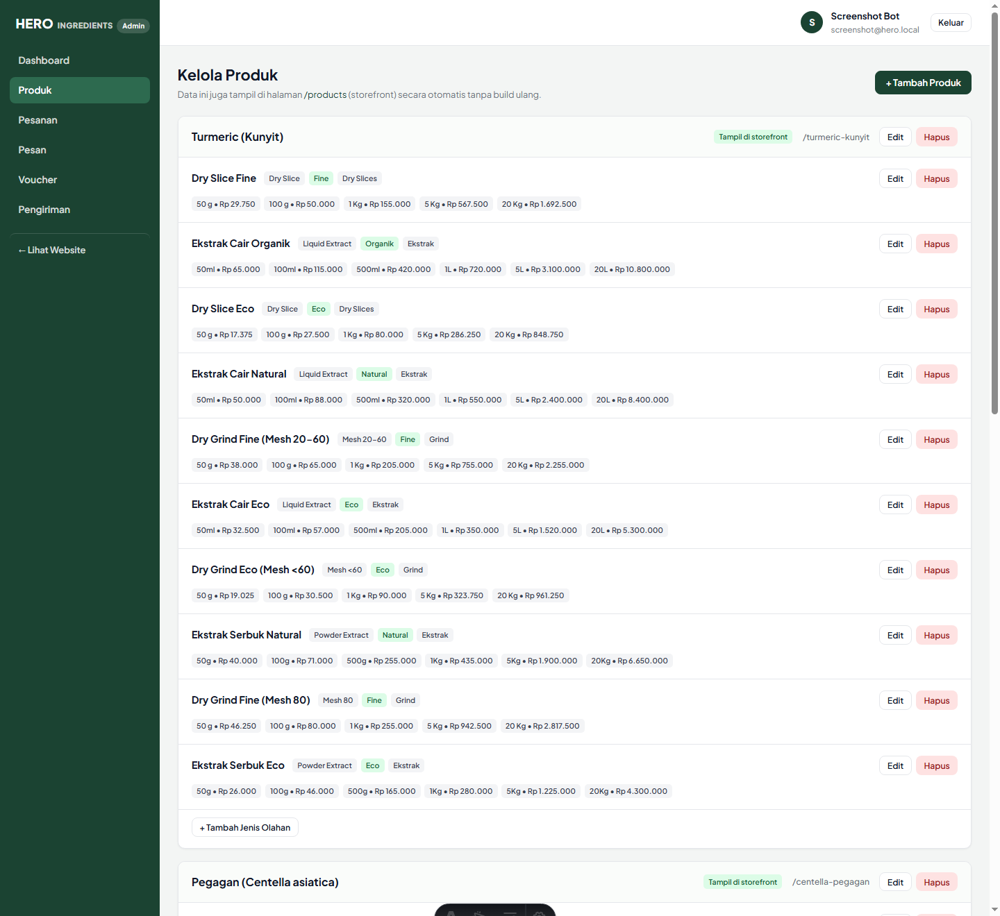 HERO INGREDIENTS Admin
Dashboard
Produk
Pesanan
Pesan
Voucher
Pengiriman
← Lihat Website
S
Screenshot Bot
screenshot@hero.local
Keluar
Kelola Produk
Data ini juga tampil di halaman /products (storefront) secara otomatis tanpa build ulang.
+ Tambah Produk
Turmeric (Kunyit) Tampil di storefront /turmeric-kunyit Edit Hapus
Dry Slice Fine Dry Slice Fine Dry Slices Edit Hapus
50 g • Rp 29.750 100 g • Rp 50.000 1 Kg • Rp 155.000 5 Kg • Rp 567.500 20 Kg • Rp 1.692.500
Ekstrak Cair Organik Liquid Extract Organik Ekstrak Edit Hapus
50ml • Rp 65.000 100ml • Rp 115.000 500ml • Rp 420.000 1L • Rp 720.000 5L • Rp 3.100.000 20L • Rp 10.800.000
Dry Slice Eco Dry Slice Eco Dry Slices Edit Hapus
50 g • Rp 17.375 100 g • Rp 27.500 1 Kg • Rp 80.000 5 Kg • Rp 286.250 20 Kg • Rp 848.750
Ekstrak Cair Natural Liquid Extract Natural Ekstrak Edit Hapus
50ml • Rp 50.000 100ml • Rp 88.000 500ml • Rp 320.000 1L • Rp 550.000 5L • Rp 2.400.000 20L • Rp 8.400.000
Dry Grind Fine (Mesh 20–60) Mesh 20–60 Fine Grind Edit Hapus
50 g • Rp 38.000 100 g • Rp 65.000 1 Kg • Rp 205.000 5 Kg • Rp 755.000 20 Kg • Rp 2.255.000
Ekstrak Cair Eco Liquid Extract Eco Ekstrak Edit Hapus
50ml • Rp 32.500 100ml • Rp 57.000 500ml • Rp 205.000 1L • Rp 350.000 5L • Rp 1.520.000 20L • Rp 5.300.000
Dry Grind Eco (Mesh <60) Mesh <60 Eco Grind Edit Hapus
50 g • Rp 19.025 100 g • Rp 30.500 1 Kg • Rp 90.000 5 Kg • Rp 323.750 20 Kg • Rp 961.250
Ekstrak Serbuk Natural Powder Extract Natural Ekstrak Edit Hapus
50g • Rp 40.000 100g • Rp 71.000 500g • Rp 255.000 1Kg • Rp 435.000 5Kg • Rp 1.900.000 20Kg • Rp 6.650.000
Dry Grind Fine (Mesh 80) Mesh 80 Fine Grind Edit Hapus
50 g • Rp 46.250 100 g • Rp 80.000 1 Kg • Rp 255.000 5 Kg • Rp 942.500 20 Kg • Rp 2.817.500
Ekstrak Serbuk Eco Powder Extract Eco Ekstrak Edit Hapus
50g • Rp 26.000 100g • Rp 46.000 500g • Rp 165.000 1Kg • Rp 280.000 5Kg • Rp 1.225.000 20Kg • Rp 4.300.000
+ Tambah Jenis Olahan
Pegagan (Centella asiatica) Tampil di storefront /centella-pegagan Edit Hapus